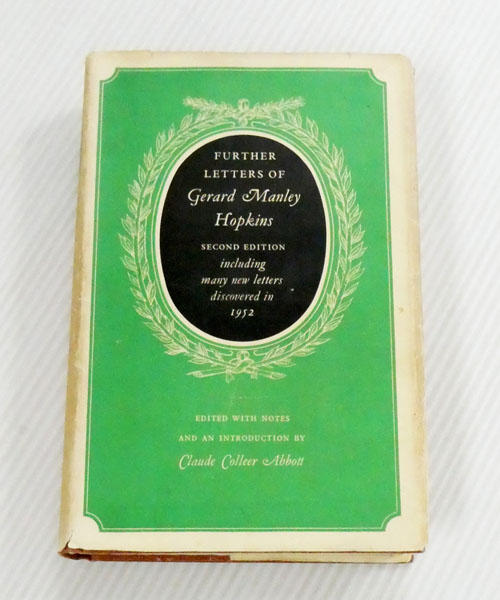 FURTHER
LETTERS OF
Gerard Manley
Hopkins
SECOND EDITION
including
many new letters
discovered in
1952
EDITED WITH NOTES
AND AN INTRODUCTION BY
Claude Colleer Abbott